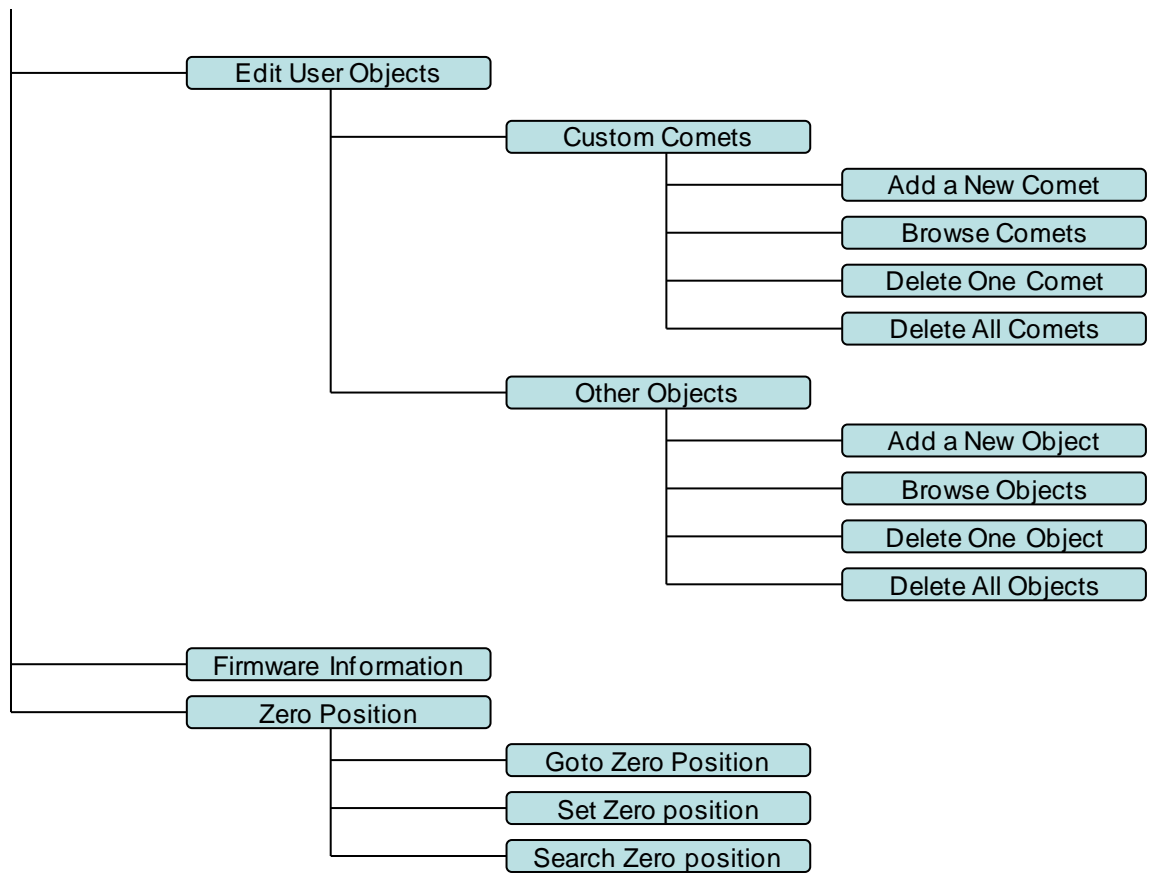 Edit User Objects
Custom Comets
Add a New Comet
Browse Comets
Delete One Comet
Delete All Comets
Other Objects
Add a New Object
Browse Objects
Delete One Object
Delete All Objects
Firmware Information
Zero Position
Goto Zero Position
Set Zero position
Search Zero position